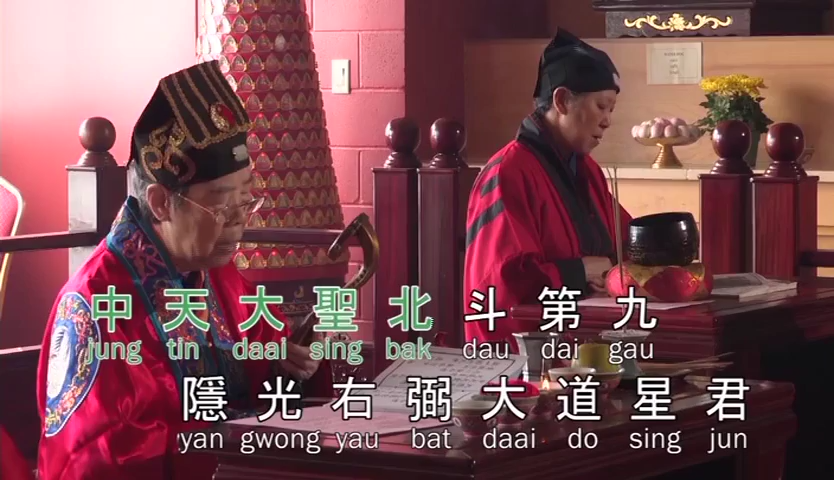 中天大聖北斗第九
jung tin daai sing bak dau dai gau
隱光右弼大道星君
yan gwong yau bat daai do sing jun